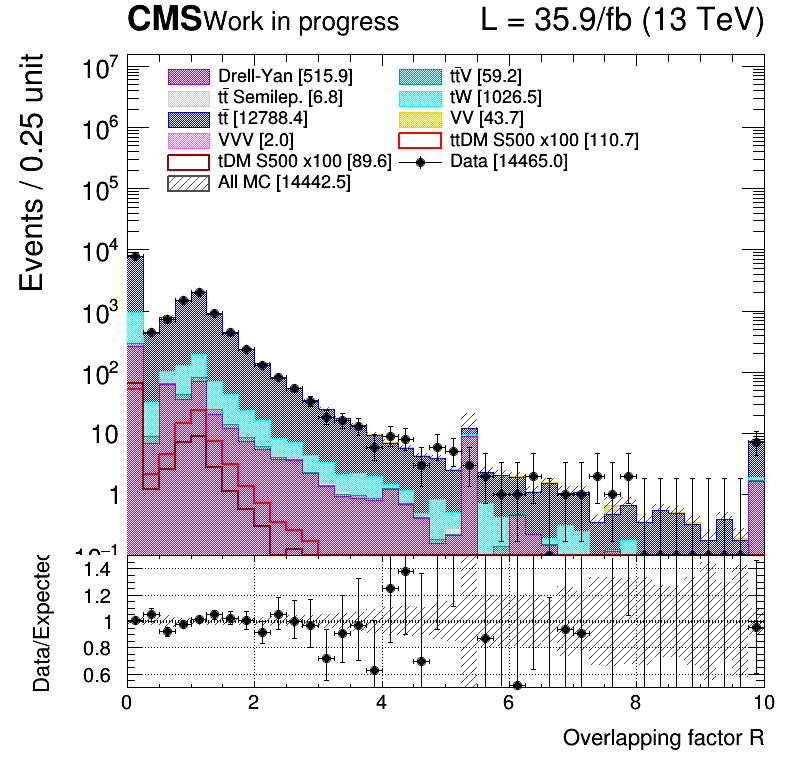 CMS Work in progress L = 35.9/fb (13 TeV)
Events / 0.25 unit
10⁷
10⁶
10⁵
10⁴
10³
10²
10
1
10⁻¹
Drell-Yan [515.9]
tt̄V [59.2]
tt̄ Semilep. [6.8]
tW [1026.5]
tt̄ [12788.4]
VV [43.7]
VVV [2.0]
ttDM S500 x100 [110.7]
tDM S500 x100 [89.6]
Data [14465.0]
All MC [14442.5]
Data/Expected
1.4
1.2
1
0.8
0.6
0 2 4 6 8 10
Overlapping factor R